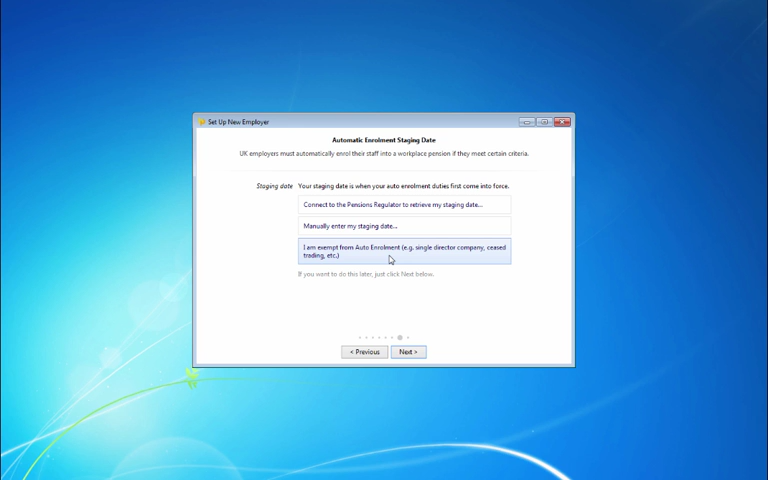 Set Up New Employer
Automatic Enrolment Staging Date
UK employers must automatically enrol their staff into a workplace pension if they meet certain criteria.
Staging date Your staging date is when your auto enrolment duties first come into force.
Connect to the Pensions Regulator to retrieve my staging date...
Manually enter my staging date...
I am exempt from Auto Enrolment (e.g. single director company, ceased
trading, etc.)
If you want to do this later, just click Next below.
< Previous Next >